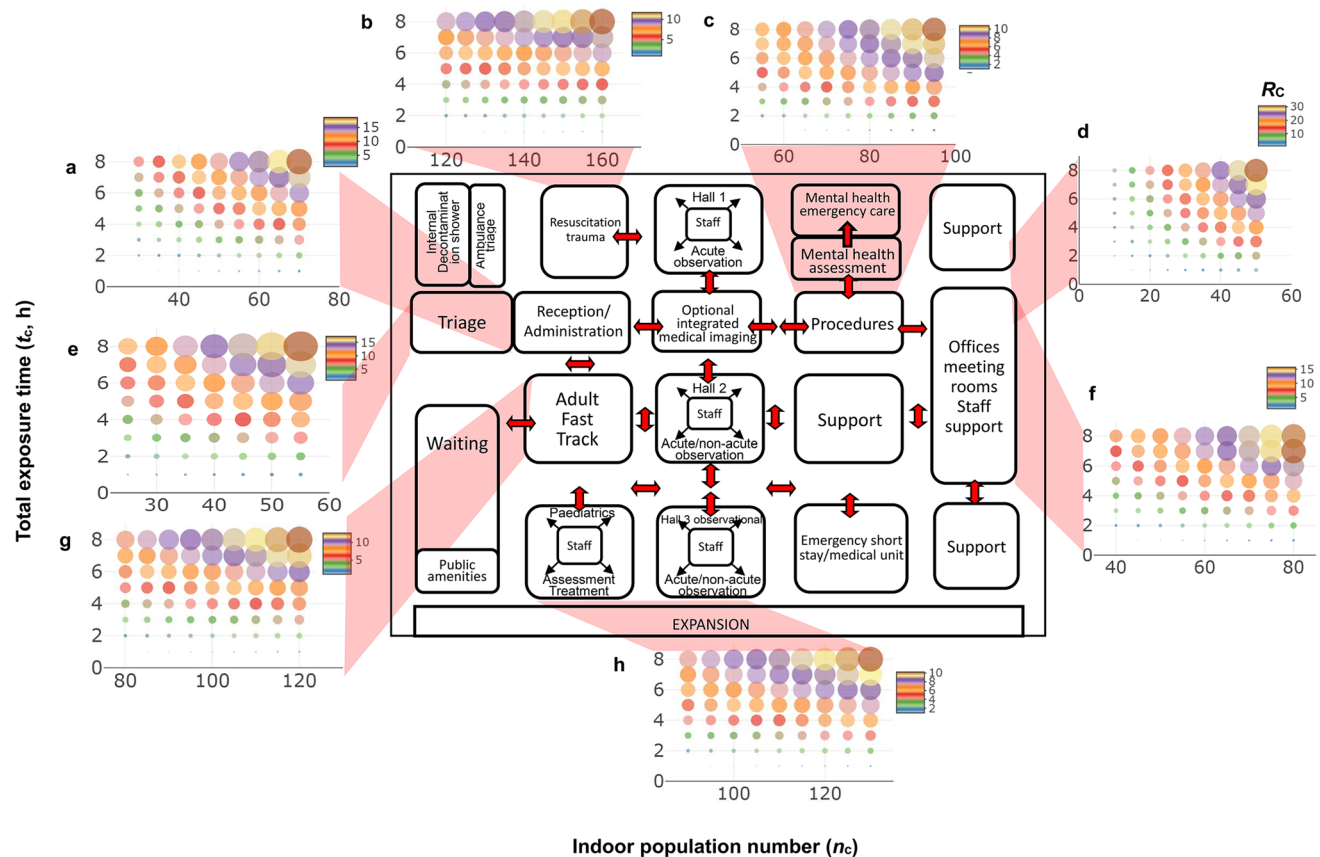 b
8
6
4
2
0
120
140
160
10
5
c
8
6
4
2
0
60
80
100
10
8
6
4
2
a
8
6
4
2
0
40
60
80
15
10
5
Rc
30
20
10
d
8
6
4
2
0
0
20
40
60
e
8
6
4
2
0
30
40
50
60
15
10
5
f
8
6
4
2
0
40
60
80
15
10
5
g
8
6
4
2
0
80
100
120
10
5
h
8
6
4
2
0
100
120
10
8
6
4
2
Total exposure time (tc, h)
Indoor population number (nc)
Internal
Decontaminat
ion shower
Ambulance
triage
Resuscitation
trauma
Hall 1
Staff
Acute
observation
Mental health
emergency care
Mental health
assessment
Support
Triage
Reception/
Administration
Optional
integrated
medical imaging
Procedures
Offices
meeting
rooms
Staff
support
Waiting
Adult
Fast
Track
Hall 2
Staff
Acute/non-acute
observation
Support
Public
amenities
Paediatrics
Staff
Assessment
Treatment
Hall 3 observational
Staff
Acute/non-acute
observation
Emergency short
stay/medical unit
Support
EXPANSION